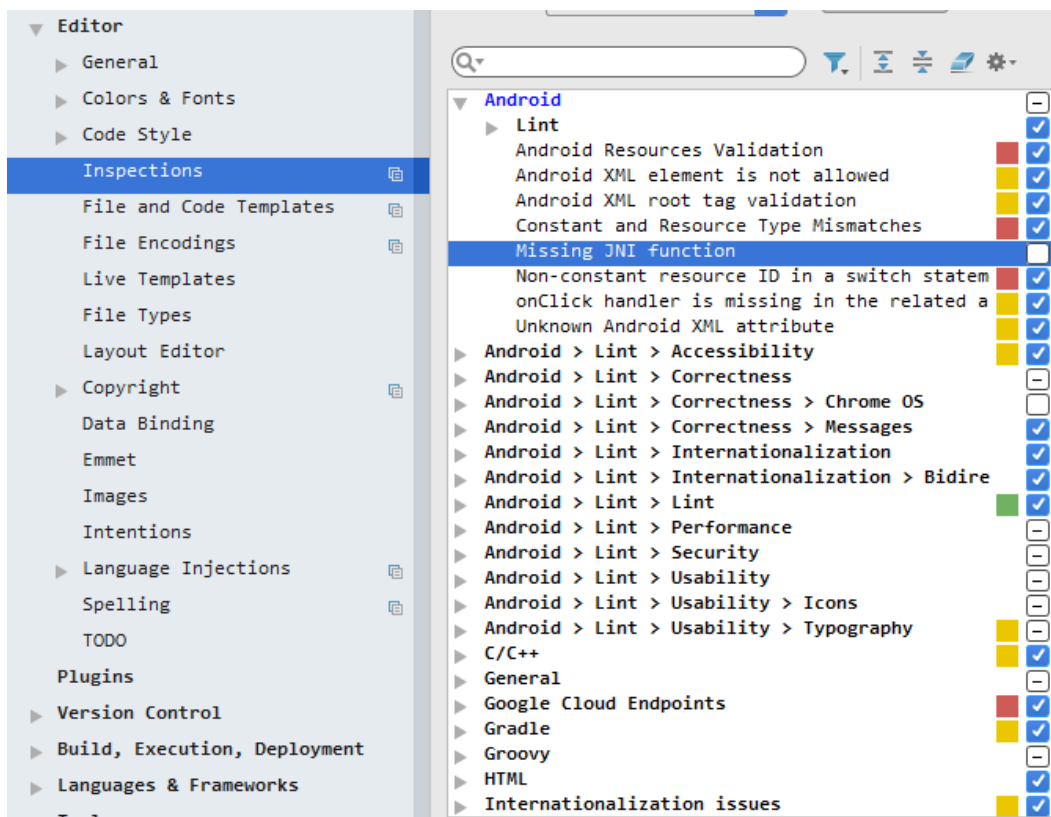 Editor
General
Colors & Fonts
Code Style
Inspections
File and Code Templates
File Encodings
Live Templates
File Types
Layout Editor
Copyright
Data Binding
Emmet
Images
Intentions
Language Injections
Spelling
TODO
Plugins
Version Control
Build, Execution, Deployment
Languages & Frameworks
Android
Lint
Android Resources Validation
Android XML element is not allowed
Android XML root tag validation
Constant and Resource Type Mismatches
Missing JNI function
Non-constant resource ID in a switch statem
onClick handler is missing in the related a
Unknown Android XML attribute
Android > Lint > Accessibility
Android > Lint > Correctness
Android > Lint > Correctness > Chrome OS
Android > Lint > Correctness > Messages
Android > Lint > Internationalization
Android > Lint > Internationalization > Bidire
Android > Lint > Lint
Android > Lint > Performance
Android > Lint > Security
Android > Lint > Usability
Android > Lint > Usability > Icons
Android > Lint > Usability > Typography
C/C++
General
Google Cloud Endpoints
Gradle
Groovy
HTML
Internationalization issues